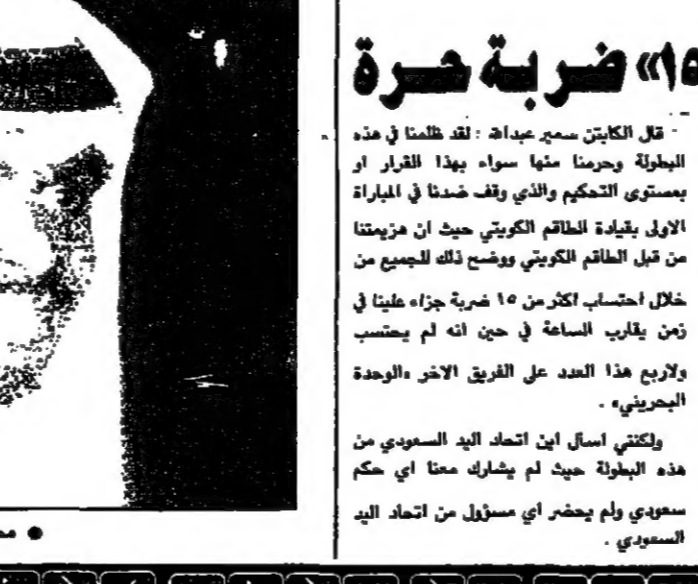 «١٥» ضربة حرة
- قال الكابتن سمير عبدالله : لقد ظلمنا في هذه
البطولة وحرمنا منها سواء بهذا القرار او
بمستوى التحكيم والذي وقف ضدنا في المباراة
الاولى بقيادة الطاقم الكويتي حيث ان هزيمتنا
من قبل الطاقم الكويتي ووضح ذلك للجميع من
خلال احتساب اكثر من ١٥ ضربة جزاء علينا في
زمن يقارب الساعة في حين انه لم يحتسب
ولاربع هذا العدد على الفريق الاخر «الوحدة
البحريني» .
ولكنني اسأل اين اتحاد اليد السعودي من
هذه البطولة حيث لم يشارك معنا اي حكم
سعودي ولم يحضر اي مسؤول من اتحاد اليد
السعودي .